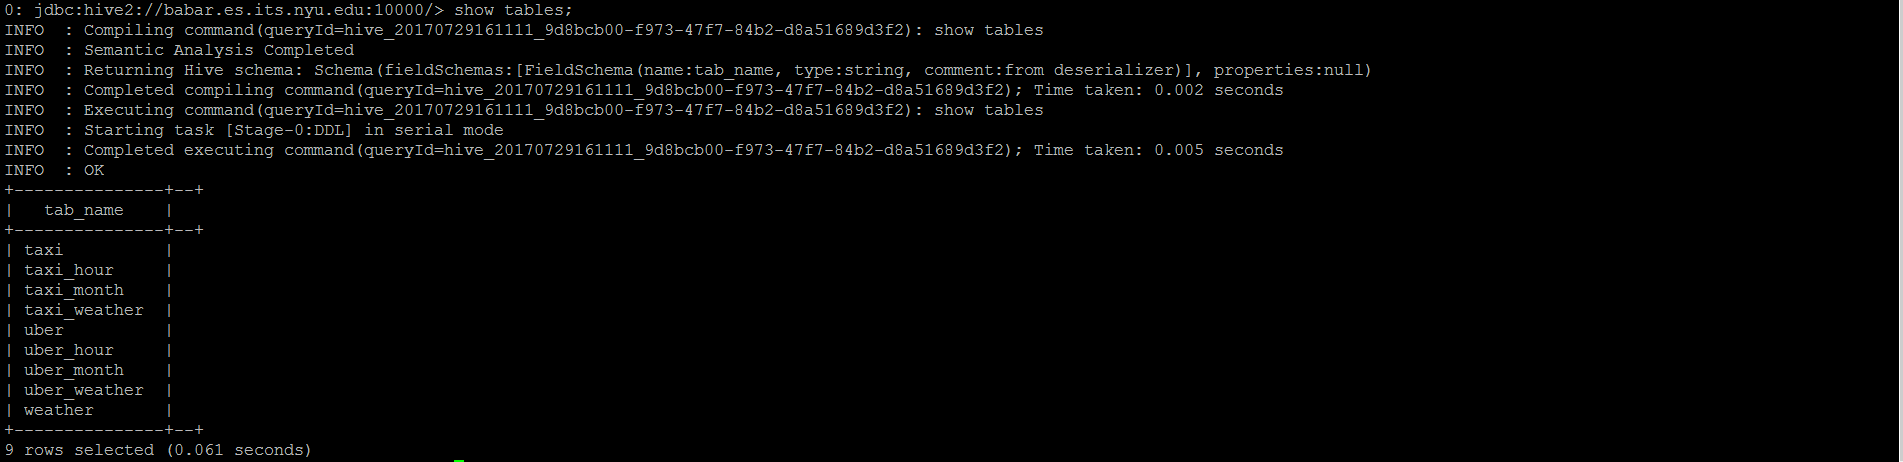 0: jdbc:hive2://babar.es.its.nyu.edu:10000/> show tables;
INFO  : Compiling command(queryId=hive_20170729161111_9d8bcb00-f973-47f7-84b2-d8a51689d3f2): show tables
INFO  : Semantic Analysis Completed
INFO  : Returning Hive schema: Schema(fieldSchemas:[FieldSchema(name:tab_name, type:string, comment:from deserializer)], properties:null)
INFO  : Completed compiling command(queryId=hive_20170729161111_9d8bcb00-f973-47f7-84b2-d8a51689d3f2); Time taken: 0.002 seconds
INFO  : Executing command(queryId=hive_20170729161111_9d8bcb00-f973-47f7-84b2-d8a51689d3f2): show tables
INFO  : Starting task [Stage-0:DDL] in serial mode
INFO  : Completed executing command(queryId=hive_20170729161111_9d8bcb00-f973-47f7-84b2-d8a51689d3f2); Time taken: 0.005 seconds
INFO  : OK
+---------------+--+
|   tab_name    |
+---------------+--+
| taxi          |
| taxi_hour     |
| taxi_month    |
| taxi_weather  |
| uber          |
| uber_hour     |
| uber_month    |
| uber_weather  |
| weather       |
+---------------+--+
9 rows selected (0.061 seconds)